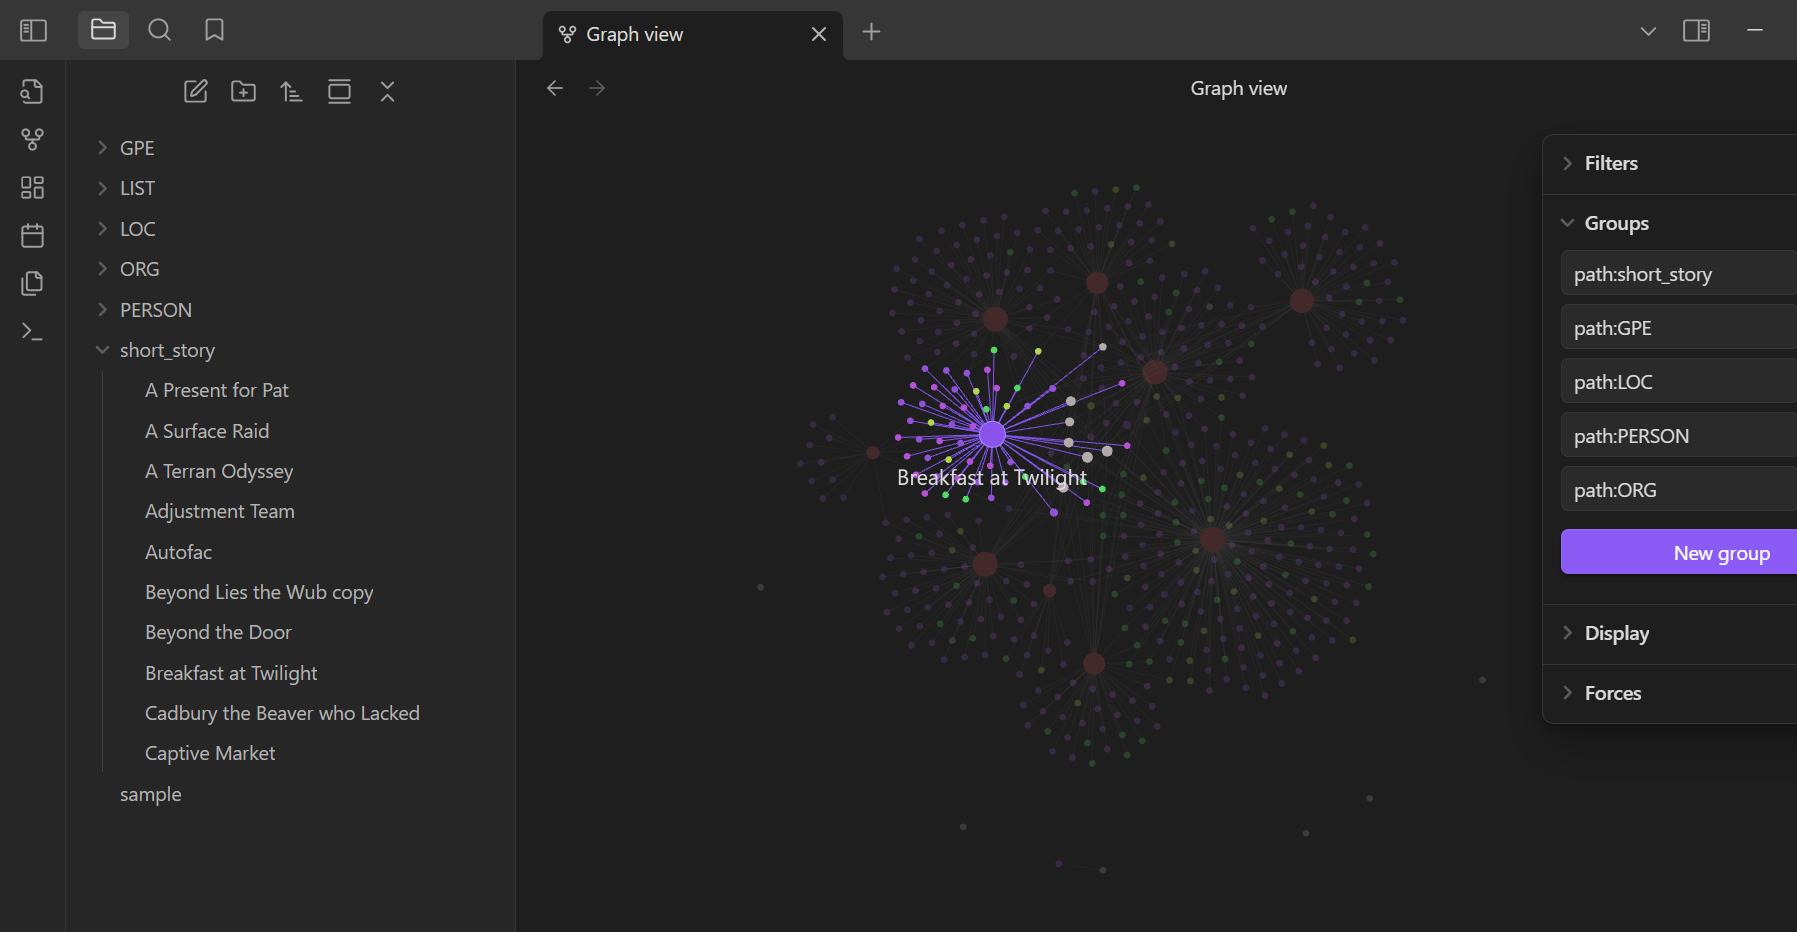 Graph view
Graph view
GPE
LIST
LOC
ORG
PERSON
short_story
A Present for Pat
A Surface Raid
A Terran Odyssey
Adjustment Team
Autofac
Beyond Lies the Wub copy
Beyond the Door
Breakfast at Twilight
Cadbury the Beaver who Lacked
Captive Market
sample
Breakfast at Twilight
Filters
Groups
path:short_story
path:GPE
path:LOC
path:PERSON
path:ORG
New group
Display
Forces